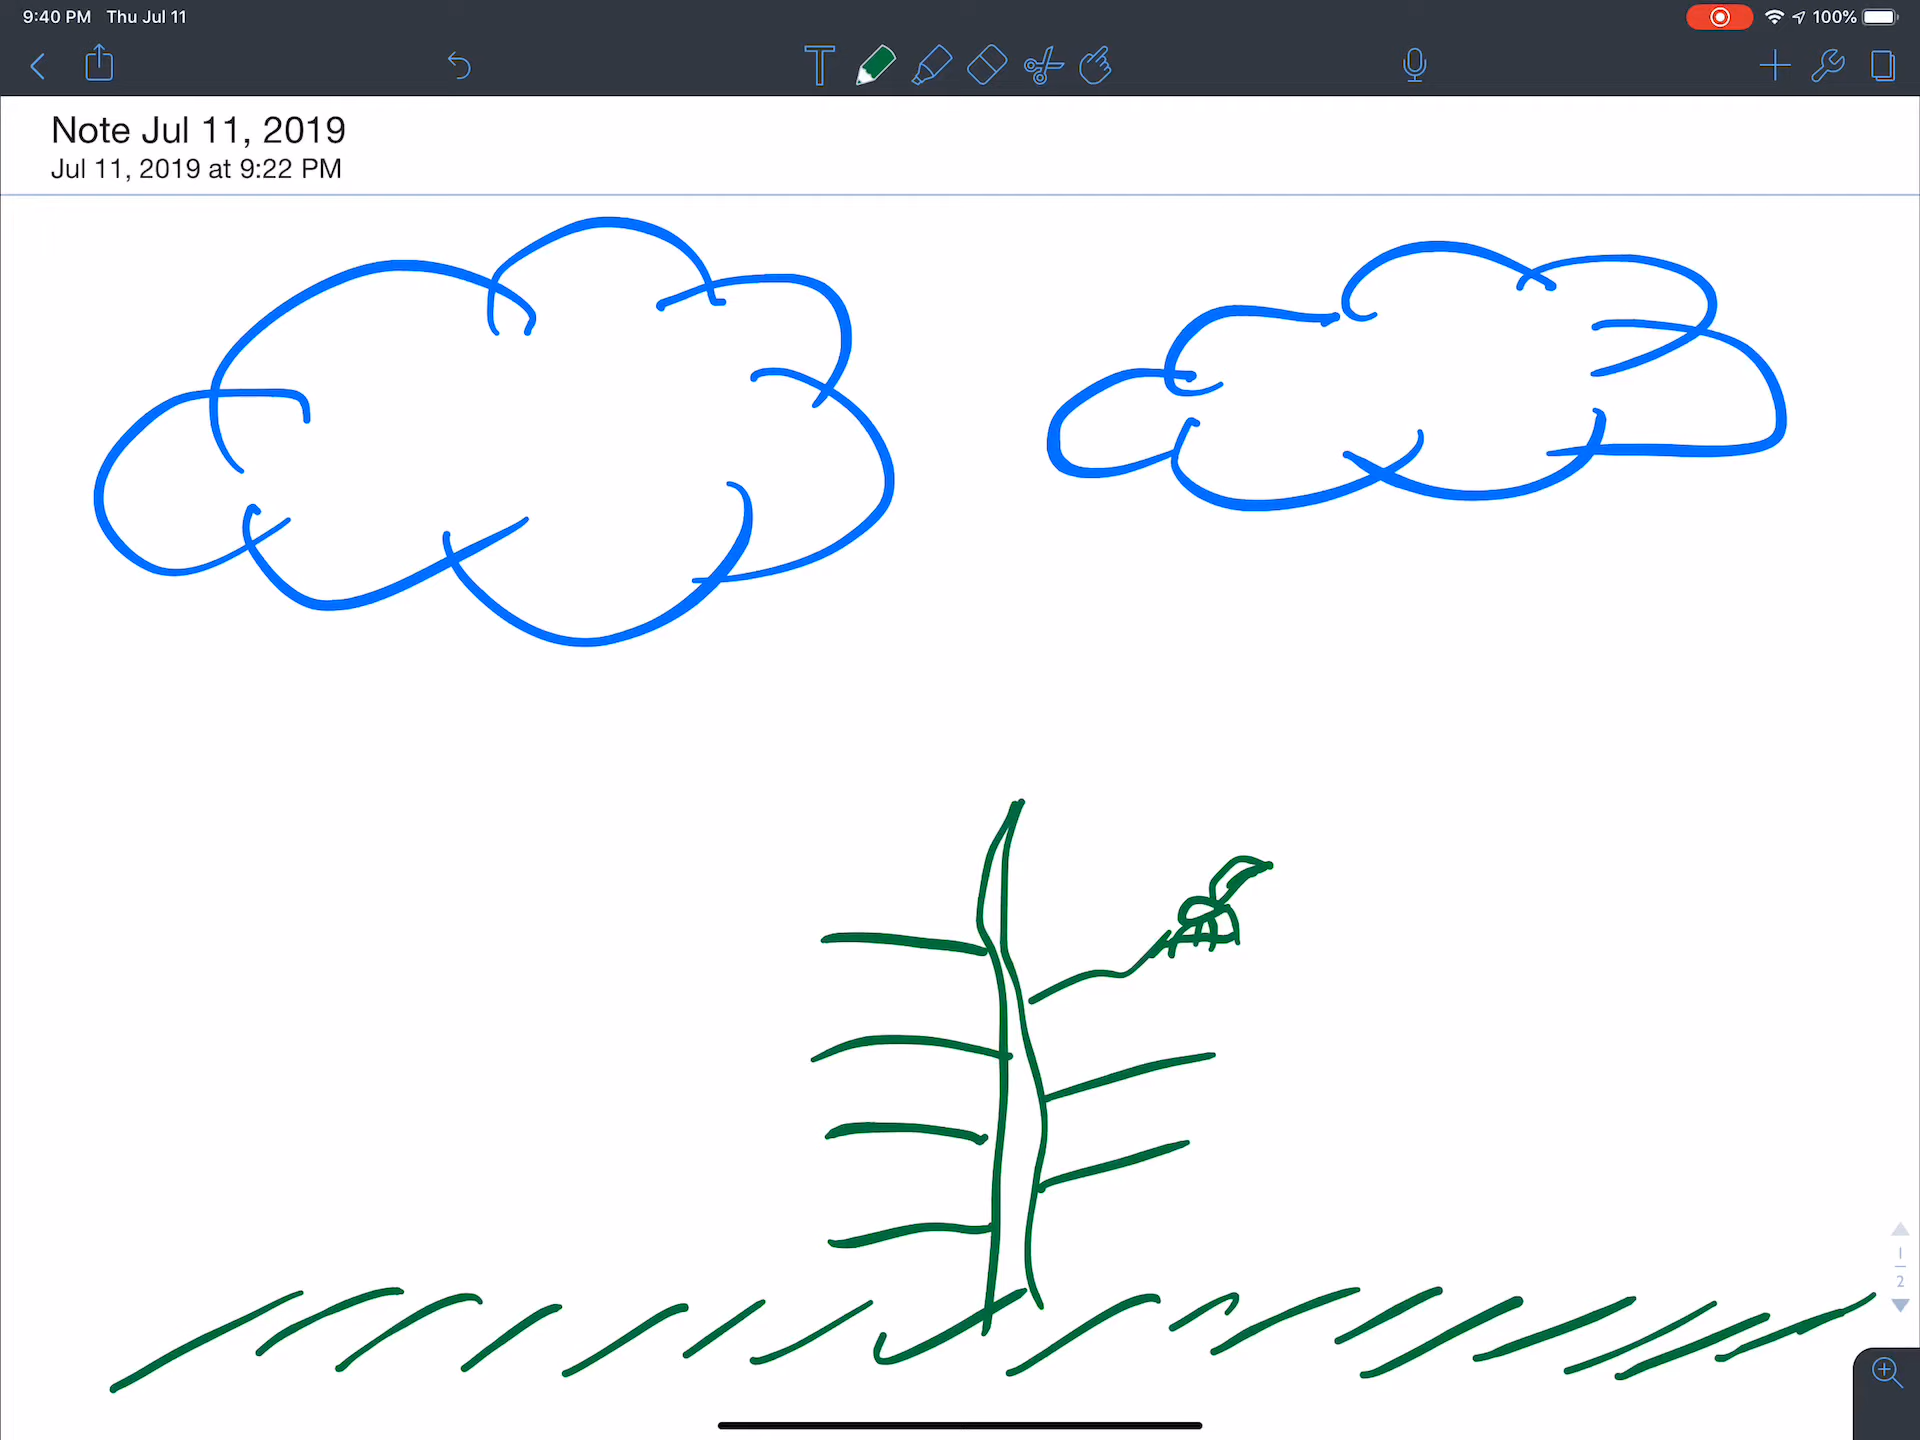 9:40 PM Thu Jul 11
100%
T
Note Jul 11, 2019
Jul 11, 2019 at 9:22 PM
1
2